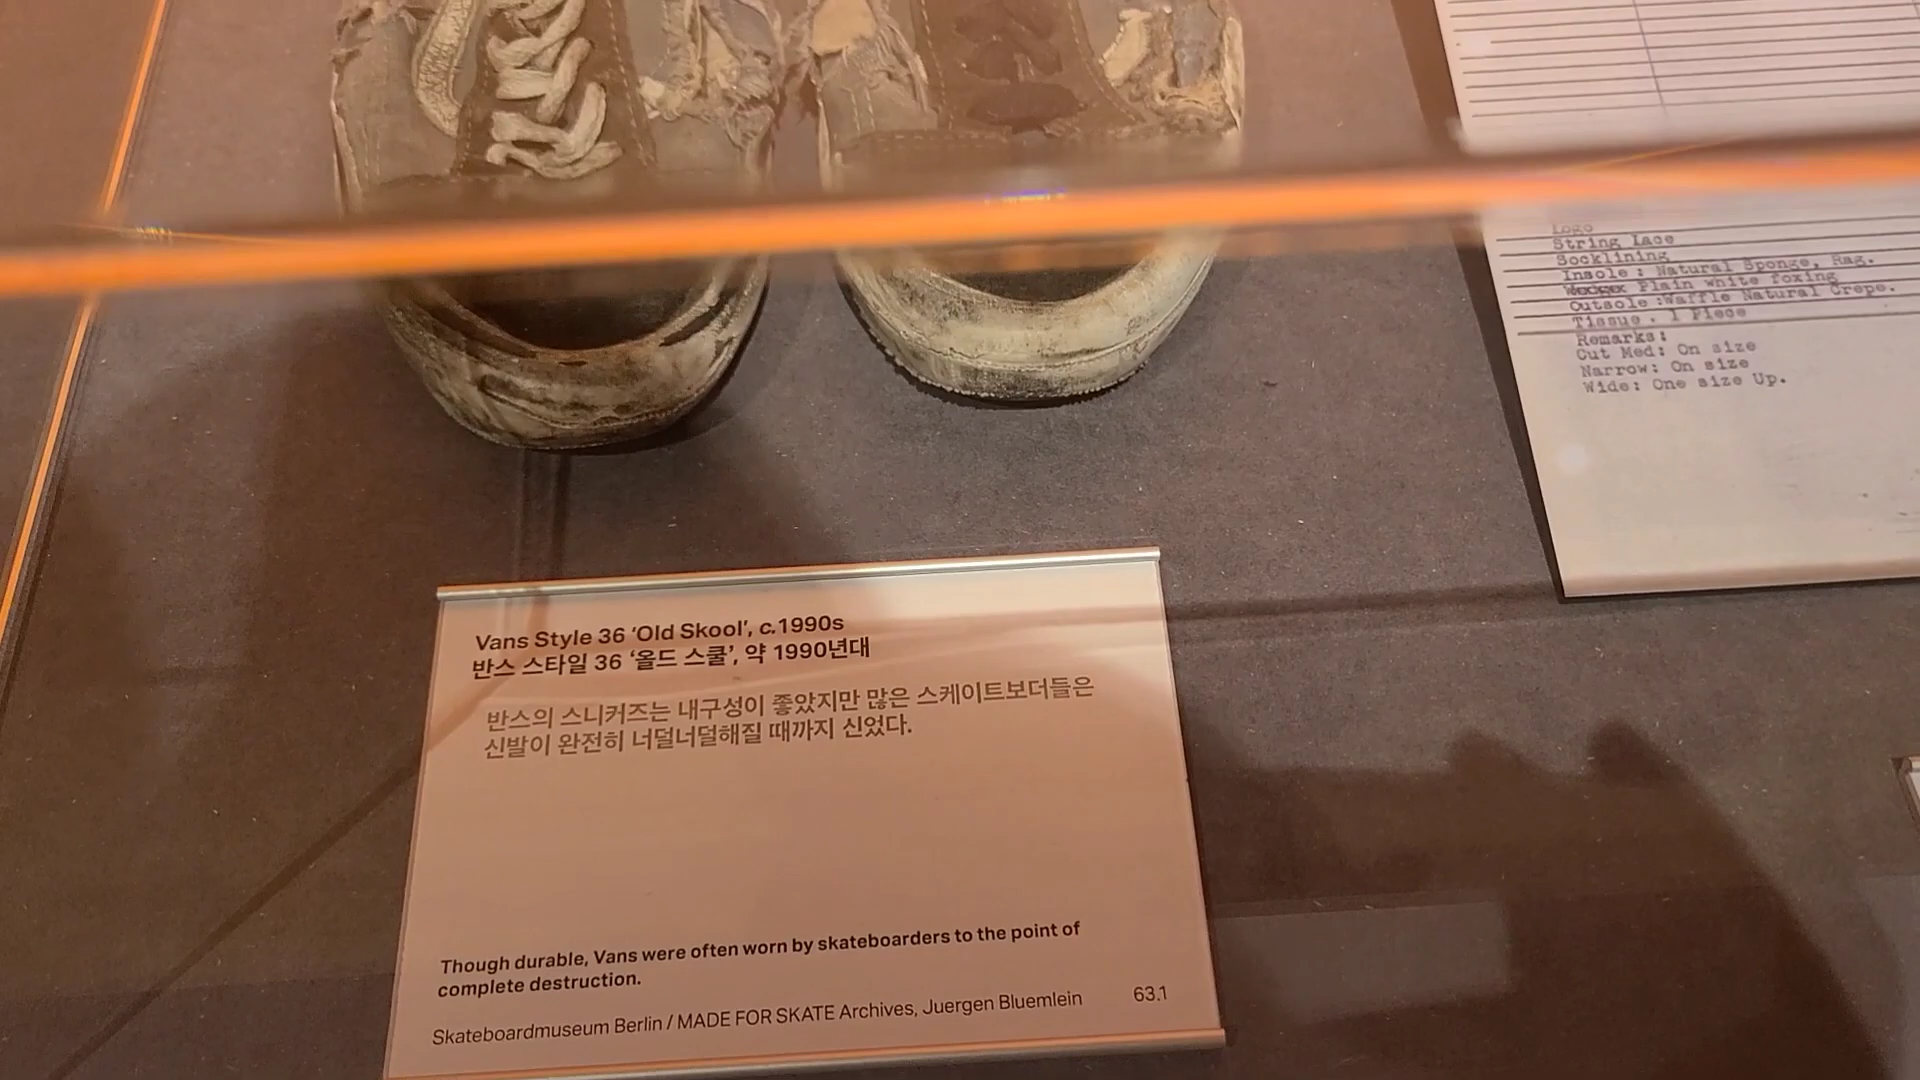 Vans Style 36 'Old Skool', c.1990s
반스 스타일 36 ‘올드 스쿨’, 약 1990년대
반스의 스니커즈는 내구성이 좋았지만 많은 스케이트보더들은
신발이 완전히 너덜너덜해질 때까지 신었다.
Though durable, Vans were often worn by skateboarders to the point of
complete destruction.
Skateboardmuseum Berlin / MADE FOR SKATE Archives, Juergen Bluemlein
63.1
Logo
String Lace
Socklining
Insole : Natural Sponge, Rag.
Plain white foxing
Outsole :Waffle Natural Crepe.
Tissue . 1 Piece
Remarks:
Cut Med: On size
Narrow: On size
Wide: One size Up.